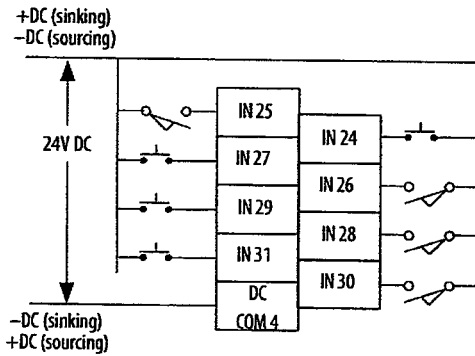 +DC (sinking)
−DC (sourcing)
24V DC
IN 25
IN 24
IN 27
IN 26
IN 29
IN 28
IN 31
IN 30
DC
COM 4
−DC (sinking)
+DC (sourcing)